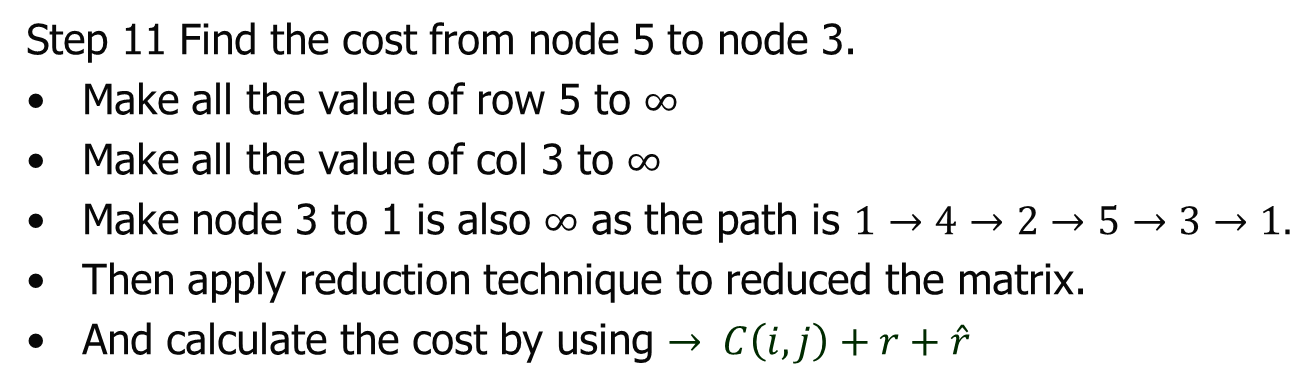 Step 11 Find the cost from node 5 to node 3.
• Make all the value of row 5 to ∞
• Make all the value of col 3 to ∞
• Make node 3 to 1 is also ∞ as the path is 1 → 4 → 2 → 5 → 3 → 1.
• Then apply reduction technique to reduced the matrix.
• And calculate the cost by using → C(i,j) + r + r̂